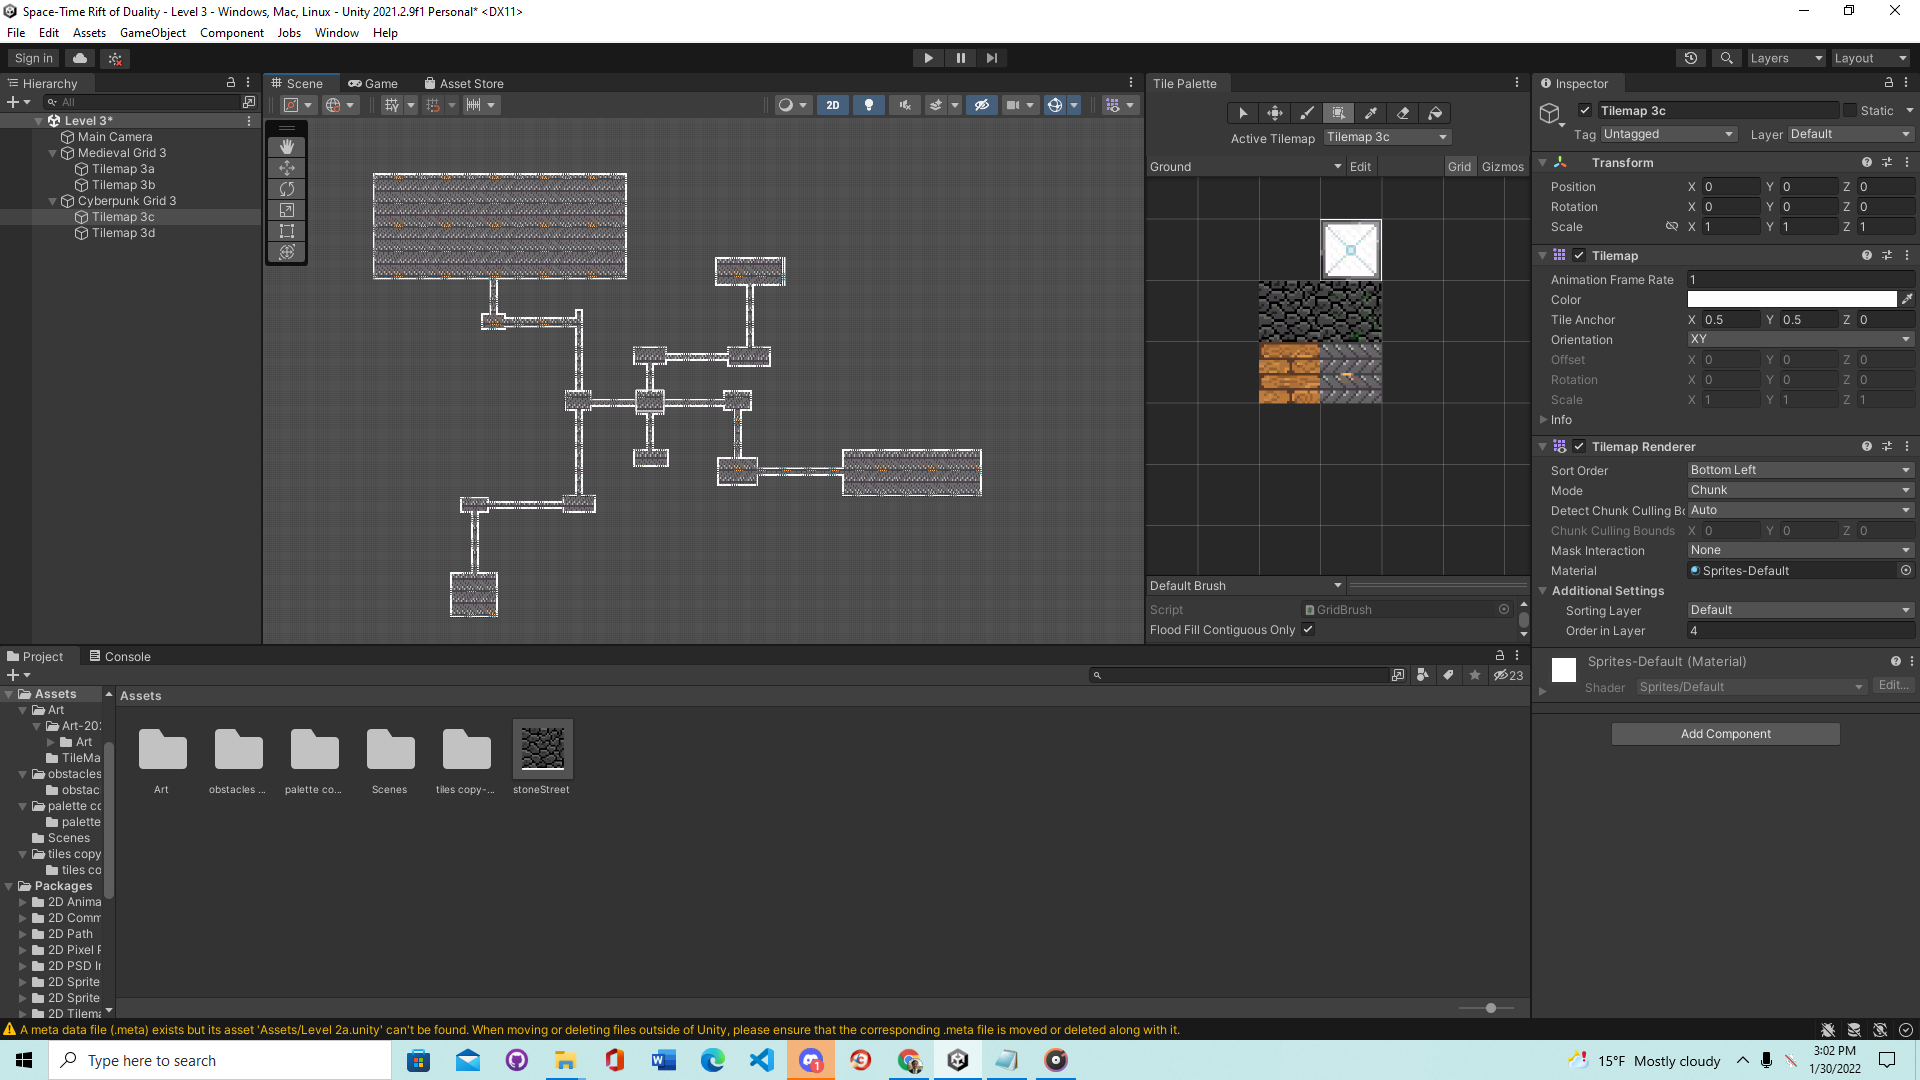 Space-Time Rift of Duality - Level 3 - Windows, Mac, Linux - Unity 2021.2.9f1 Personal* <DX11>
File Edit Assets GameObject Component Jobs Window Help
Sign in Layers Layout
Hierarchy
All
Level 3*
Main Camera
Medieval Grid 3
Tilemap 3a
Tilemap 3b
Cyberpunk Grid 3
Tilemap 3c
Tilemap 3d
Scene Game Asset Store
2D
Tile Palette
Active Tilemap Tilemap 3c
Ground Edit Grid Gizmos
Default Brush
Script GridBrush
Flood Fill Contiguous Only
Inspector
Tilemap 3c Static
Tag Untagged Layer Default
Transform
Position X 0 Y 0 Z 0
Rotation X 0 Y 0 Z 0
Scale X 1 Y 1 Z 1
Tilemap
Animation Frame Rate 1
Color
Tile Anchor X 0.5 Y 0.5 Z 0
Orientation XY
Offset X 0 Y 0 Z 0
Rotation X 0 Y 0 Z 0
Scale X 1 Y 1 Z 1
Info
Tilemap Renderer
Sort Order Bottom Left
Mode Chunk
Detect Chunk Culling Bo Auto
Chunk Culling Bounds X 0 Y 0 Z 0
Mask Interaction None
Material Sprites-Default
Additional Settings
Sorting Layer Default
Order in Layer 4
Sprites-Default (Material)
Shader Sprites/Default Edit...
Add Component
Project Console
23
Assets
Art
Art-20
Art
TileMa
obstacles
obstac
palette co
palette
Scenes
tiles copy
tiles co
Packages
2D Anima
2D Comm
2D Path
2D Pixel P
2D PSD Im
2D Sprite
2D Sprite
2D Tilema
Assets
Art obstacles ... palette co... Scenes tiles copy-... stoneStreet
A meta data file (.meta) exists but its asset 'Assets/Level 2a.unity' can't be found. When moving or deleting files outside of Unity, please ensure that the corresponding .meta file is moved or deleted along with it.
Type here to search
1
15°F Mostly cloudy
3:02 PM
1/30/2022